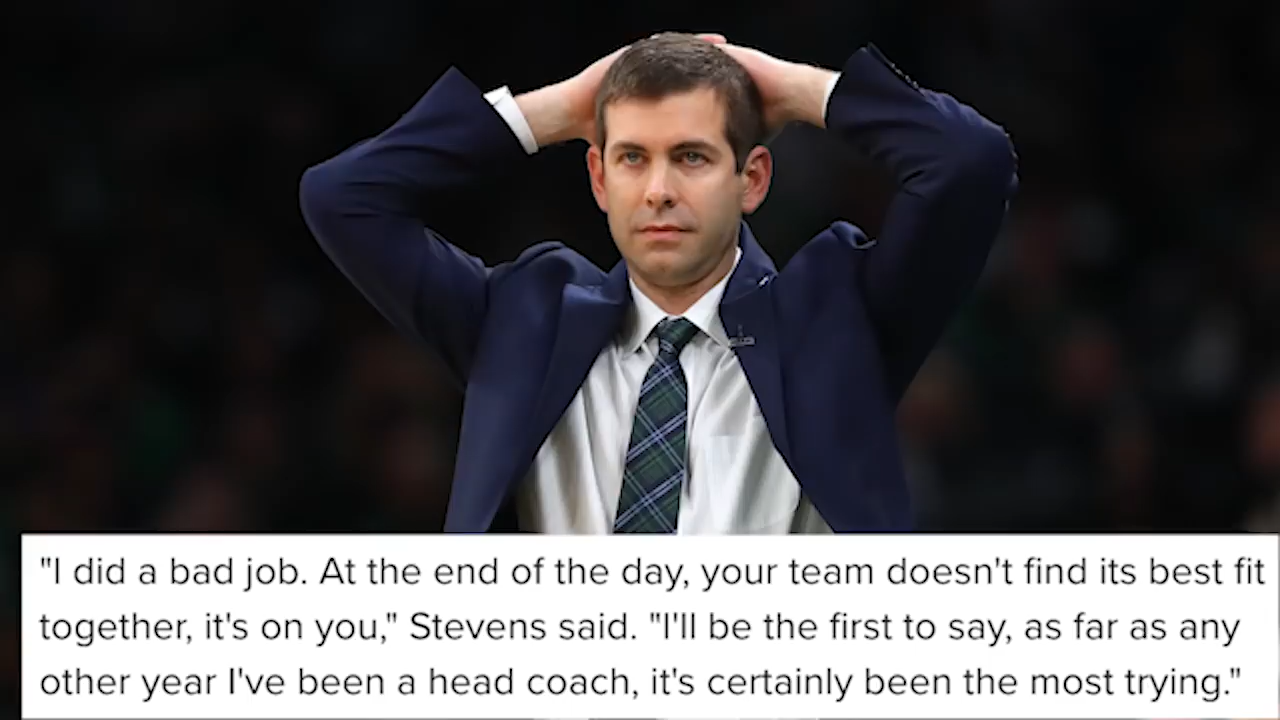 "I did a bad job. At the end of the day, your team doesn't find its best fit
together, it's on you," Stevens said. "I'll be the first to say, as far as any
other year I've been a head coach, it's certainly been the most trying."